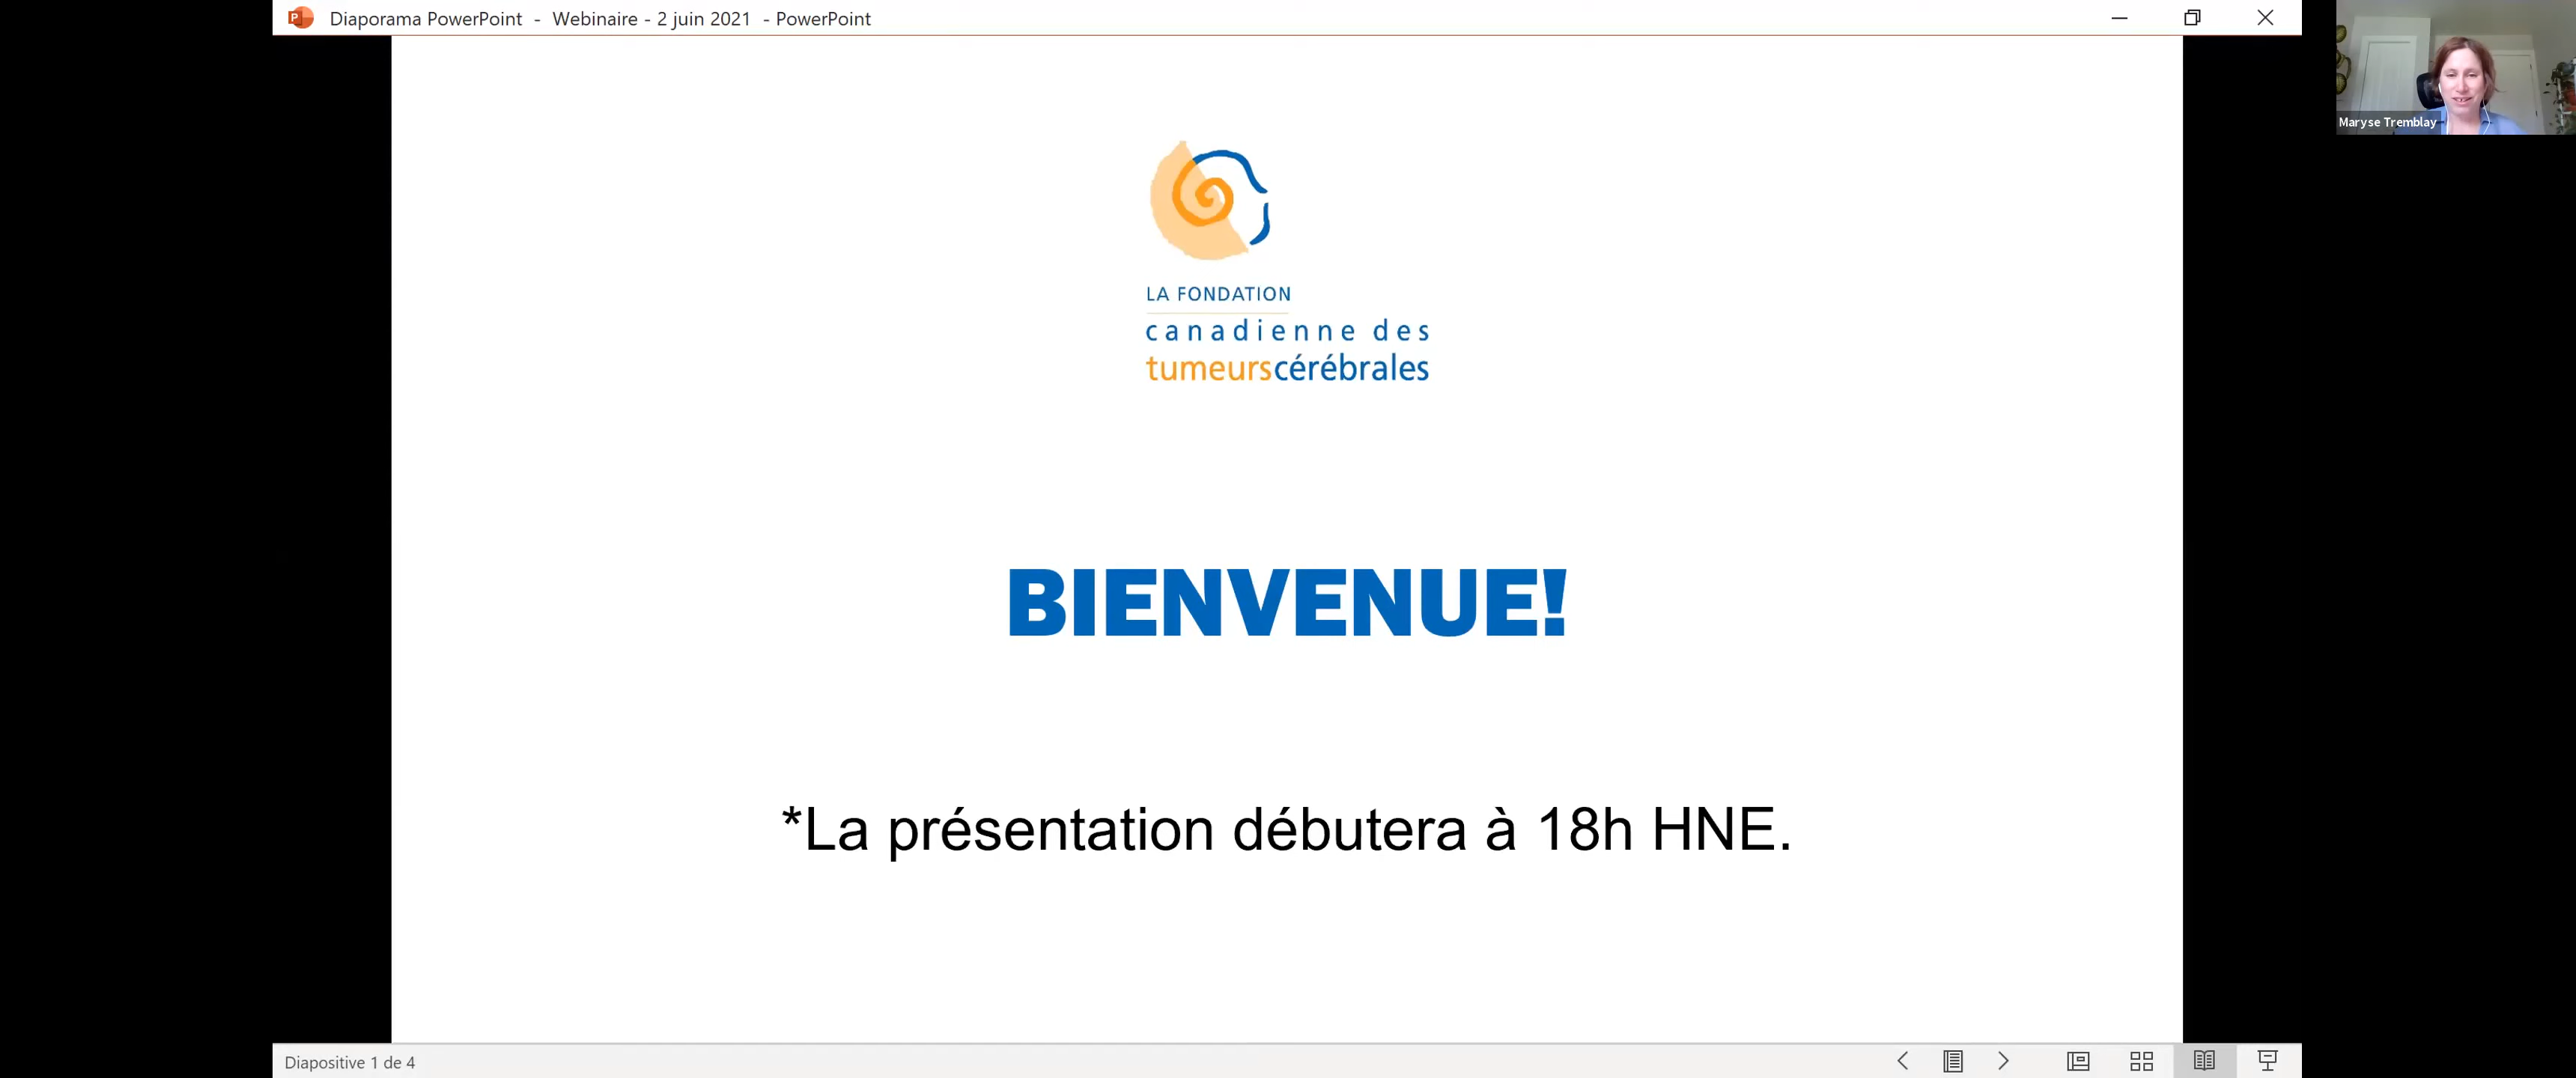 Diaporama PowerPoint - Webinaire - 2 juin 2021 - PowerPoint
Maryse Tremblay
LA FONDATION
canadienne des
tumeurscérébrales
BIENVENUE!
*La présentation débutera à 18h HNE.
Diapositive 1 de 4